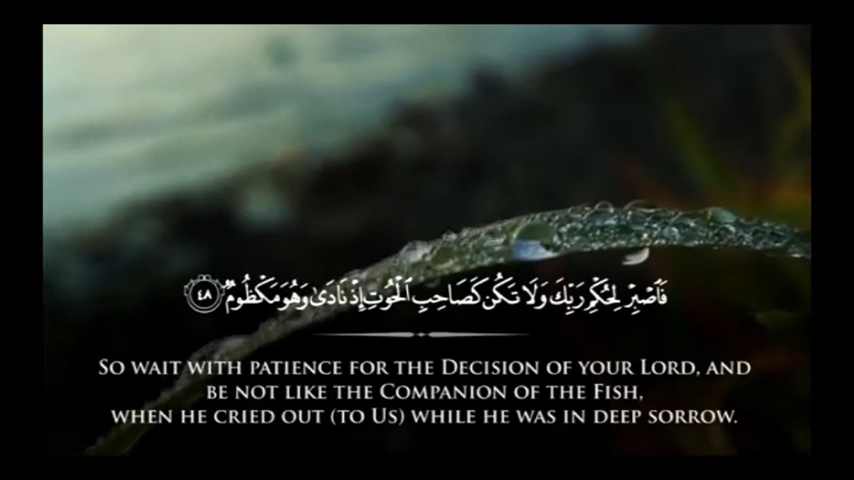 فَٱصْبِرْ لِحُكْمِ رَبِّكَ وَلَا تَكُن كَصَاحِبِ ٱلْحُوتِ إِذْ نَادَىٰ وَهُوَ مَكْظُومٌ ٤٨
So wait with patience for the Decision of your Lord, and
be not like the Companion of the Fish,
when he cried out (to Us) while he was in deep sorrow.